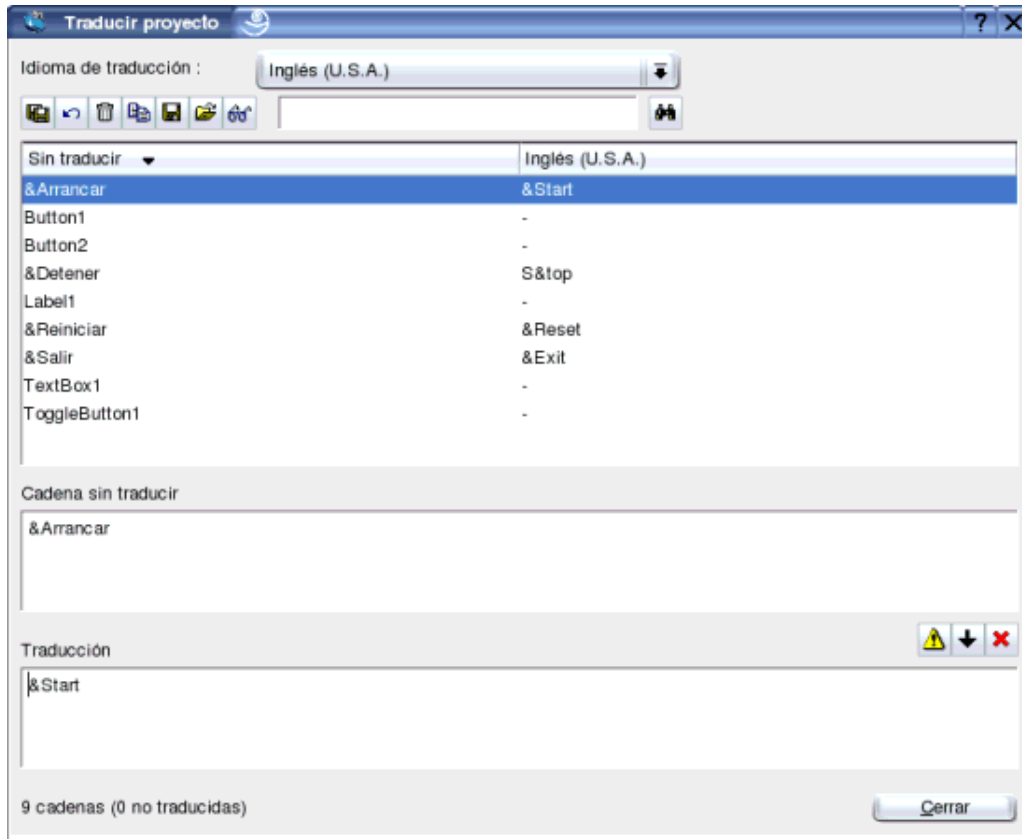 Traducir proyecto
Idioma de traducción : Inglés (U.S.A.)
Sin traducir Inglés (U.S.A.)
&Arrancar &Start
Button1 -
Button2 -
&Detener S&top
Label1 -
&Reiniciar &Reset
&Salir &Exit
TextBox1 -
ToggleButton1 -
Cadena sin traducir
&Arrancar
Traducción
&Start
9 cadenas (0 no traducidas) Cerrar